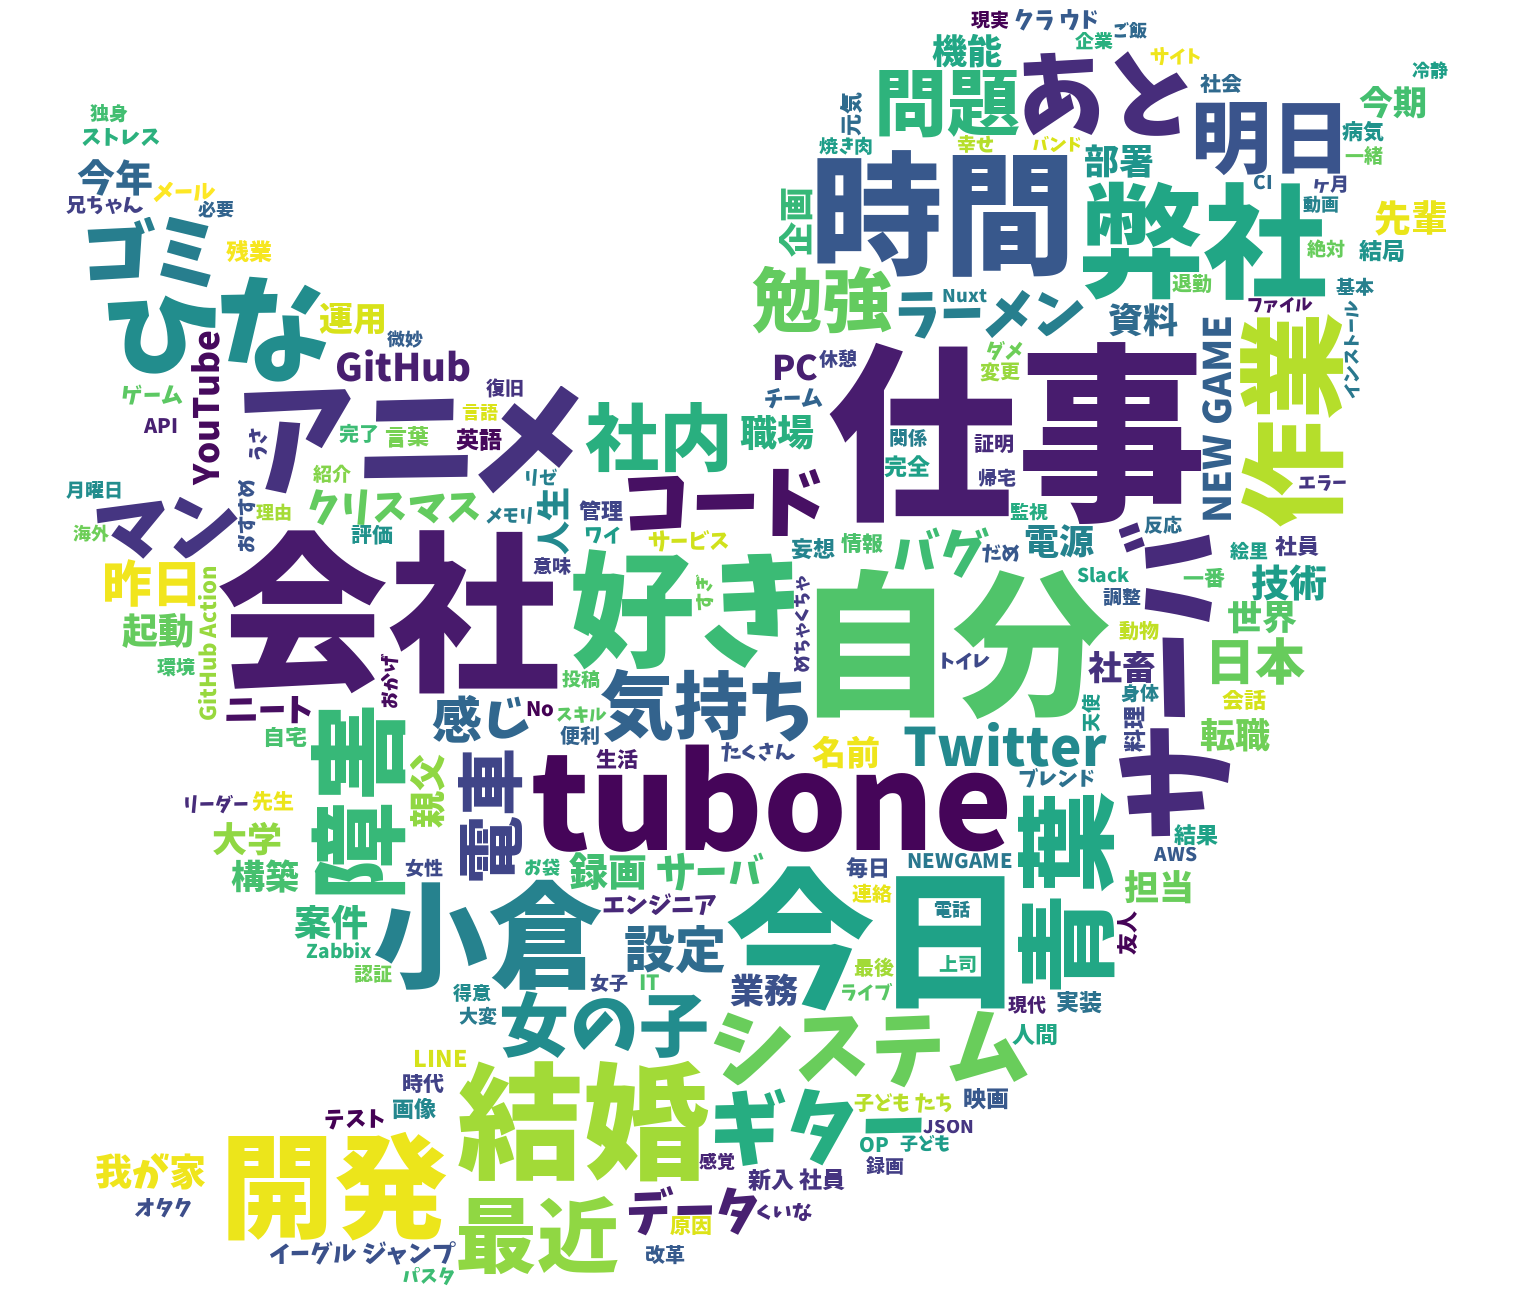 現実 クラウド ご飯
機能 企業 サイト
冷静
問題 あと 社会 今期
独身
ストレス
元気 明日 病気
焼き肉 幸せ バンド 部署 一緒
今年 メール 時間 CI ヶ月
兄ちゃん 必要 企画 弊社 動画 先輩
ゴミ 残業 絶対 結局
勉強 退勤 基本
ひな 運用 Nuxt ファイル
微妙 ラーメン 資料 インストール
YouTube GitHub PC 休憩 ダメ 変更 NEW GAME 作業
ゲーム アニメ 復旧 チーム 仕事
API うさ 完了 言葉 言語 英語 社内 職場 関係 証明
紹介 リゼ 完全 帰宅 エラー
月曜日 おすすめ クリスマス 人生 コード
マン 理由 メモリ 管理 監視 反応
海外 評価 ワイ サービス 妄想 情報 バグ だめ 電源 絵里 社員
会社 意味 好き すぎ
昨日 Slack 一番 技術
GitHub Action めちゃくちゃ 自分 調整 世界
起動 動物
環境 おかげ 投稿 トイレ 社畜 日本
ニート 感じ No スキル 気持ち 天使 身体 会話
自宅 障害 便利 Twitter 料理 転職
親父 電車 生活 たくさん 名前 ミーサ
リーダー 先生 tubone ブレンド
大学 青葉 結果
構築 女性 お袋 録画 サーバ 毎日 NEWGAME AWS
案件 小倉 エンジニア 連絡 担当
Zabbix 設定 今日 電話 友人
認証 女子 IT 最後 上司
得意 業務 ライブ 現代 実装
大変 女の子 システム 人間
LINE 結婚
時代 ギター 子ども たち 映画
テスト 画像 JSON
開発 OP 子ども
我が家 感覚 新入 社員 録画
オタク 最近 データ くいな
原因
イーグル ジャンプ 改革
パスタ